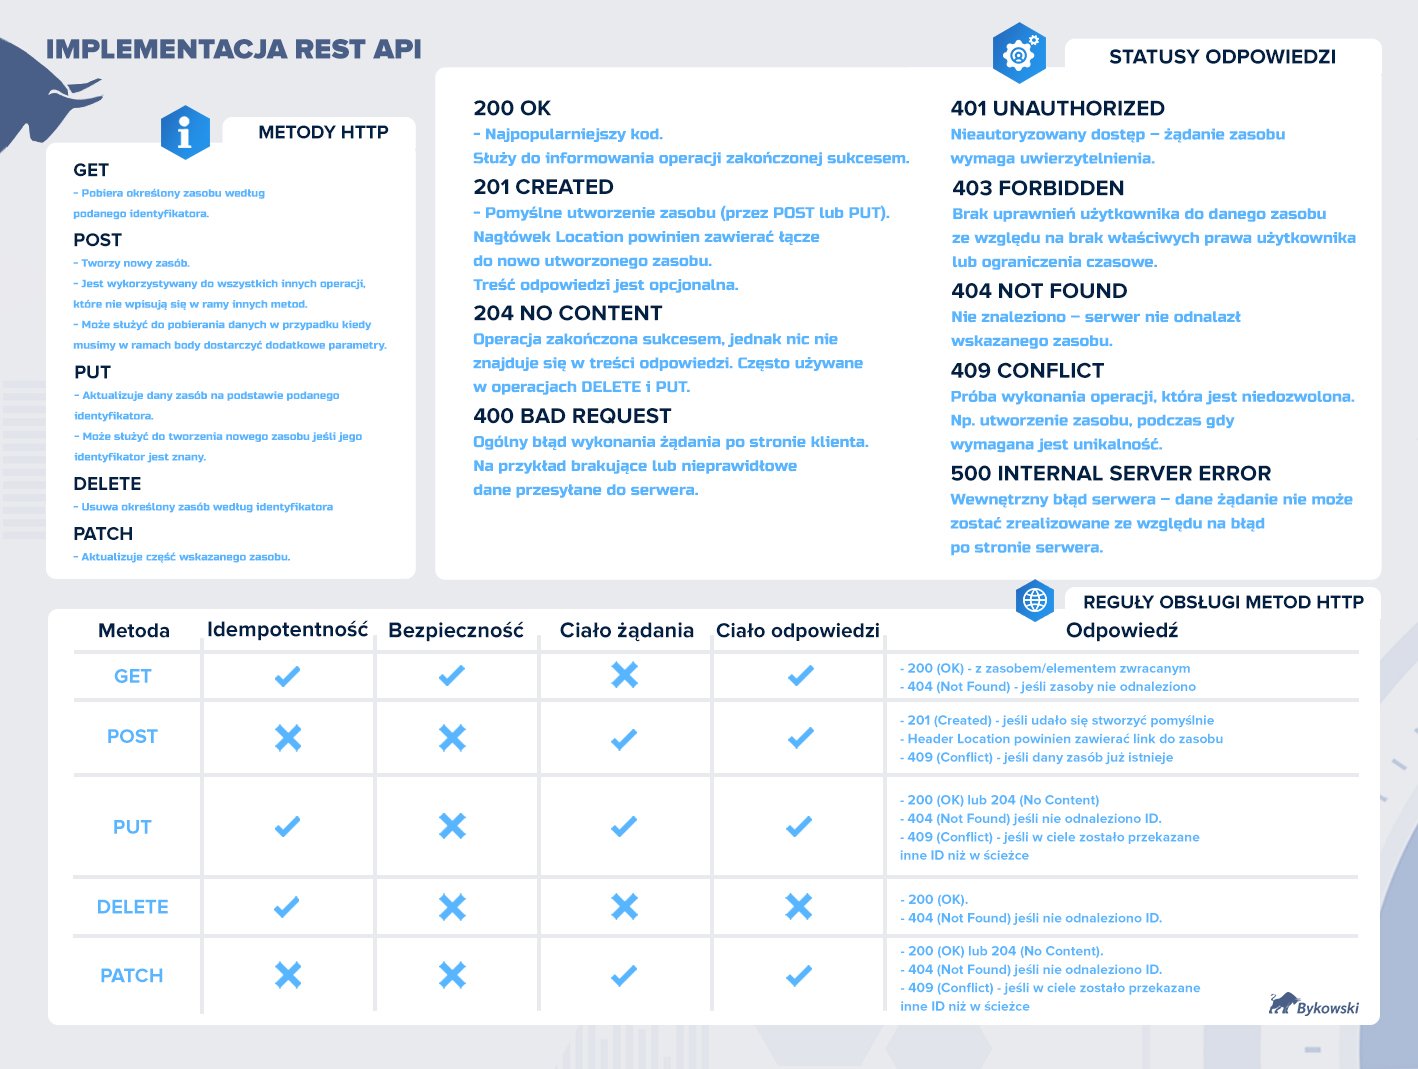 IMPLEMENTACJA REST API
METODY HTTP
GET
- Pobiera określony zasobu według
podanego identyfikatora.
POST
- Tworzy nowy zasób.
- Jest wykorzystywany do wszystkich innych operacji,
które nie wpisują się w ramy innych metod.
- Może służyć do pobierania danych w przypadku kiedy
musimy w ramach body dostarczyć dodatkowe parametry.
PUT
- Aktualizuje dany zasób na podstawie podanego
identyfikatora.
- Może służyć do tworzenia nowego zasobu jeśli jego
identyfikator jest znany.
DELETE
- Usuwa określony zasób według identyfikatora
PATCH
- Aktualizuje część wskazanego zasobu.
STATUSY ODPOWIEDZI
200 OK
- Najpopularniejszy kod.
Służy do informowania operacji zakończonej sukcesem.
201 CREATED
- Pomyślne utworzenie zasobu (przez POST lub PUT).
Nagłówek Location powinien zawierać łącze
do nowo utworzonego zasobu.
Treść odpowiedzi jest opcjonalna.
204 NO CONTENT
Operacja zakończona sukcesem, jednak nic nie
znajduje się w treści odpowiedzi. Często używane
w operacjach DELETE i PUT.
400 BAD REQUEST
Ogólny błąd wykonania żądania po stronie klienta.
Na przykład brakujące lub nieprawidłowe
dane przesyłane do serwera.
401 UNAUTHORIZED
Nieautoryzowany dostęp – żądanie zasobu
wymaga uwierzytelnienia.
403 FORBIDDEN
Brak uprawnień użytkownika do danego zasobu
ze względu na brak właściwych prawa użytkownika
lub ograniczenia czasowe.
404 NOT FOUND
Nie znaleziono – serwer nie odnalazł
wskazanego zasobu.
409 CONFLICT
Próba wykonania operacji, która jest niedozwolona.
Np. utworzenie zasobu, podczas gdy
wymagana jest unikalność.
500 INTERNAL SERVER ERROR
Wewnętrzny błąd serwera – dane żądanie nie może
zostać zrealizowane ze względu na błąd
po stronie serwera.
REGUŁY OBSŁUGI METOD HTTP
Metoda Idempotentność Bezpieczność Ciało żądania Ciało odpowiedzi Odpowiedź
GET
- 200 (OK) - z zasobem/elementem zwracanym
- 404 (Not Found) - jeśli zasoby nie odnaleziono
POST
- 201 (Created) - jeśli udało się stworzyć pomyślnie
- Header Location powinien zawierać link do zasobu
- 409 (Conflict) - jeśli dany zasób już istnieje
PUT
- 200 (OK) lub 204 (No Content)
- 404 (Not Found) jeśli nie odnaleziono ID.
- 409 (Conflict) - jeśli w ciele zostało przekazane
inne ID niż w ścieżce
DELETE
- 200 (OK).
- 404 (Not Found) jeśli nie odnaleziono ID.
PATCH
- 200 (OK) lub 204 (No Content).
- 404 (Not Found) jeśli nie odnaleziono ID.
- 409 (Conflict) - jeśli w ciele zostało przekazane
inne ID niż w ścieżce
Bykowski